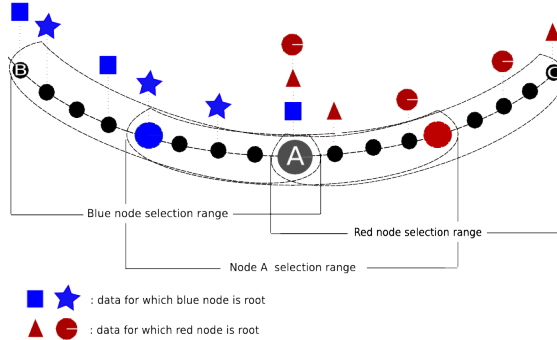 B
C
A
Blue node selection range
Red node selection range
Node A selection range
: data for which blue node is root
: data for which red node is root